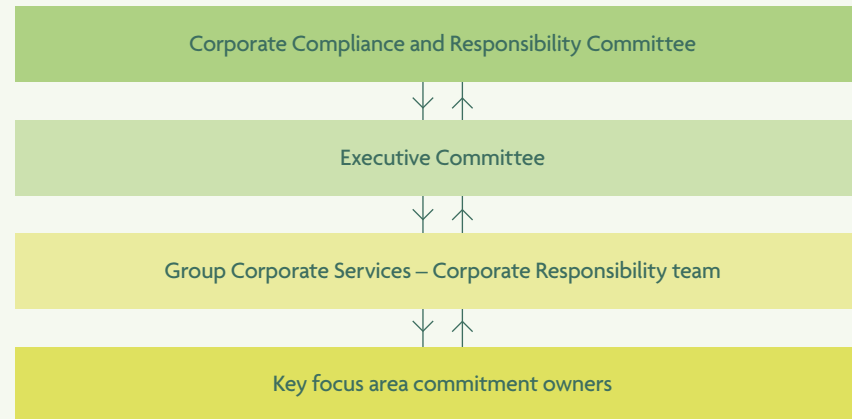 Corporate Compliance and Responsibility Committee
Executive Committee
Group Corporate Services – Corporate Responsibility team
Key focus area commitment owners